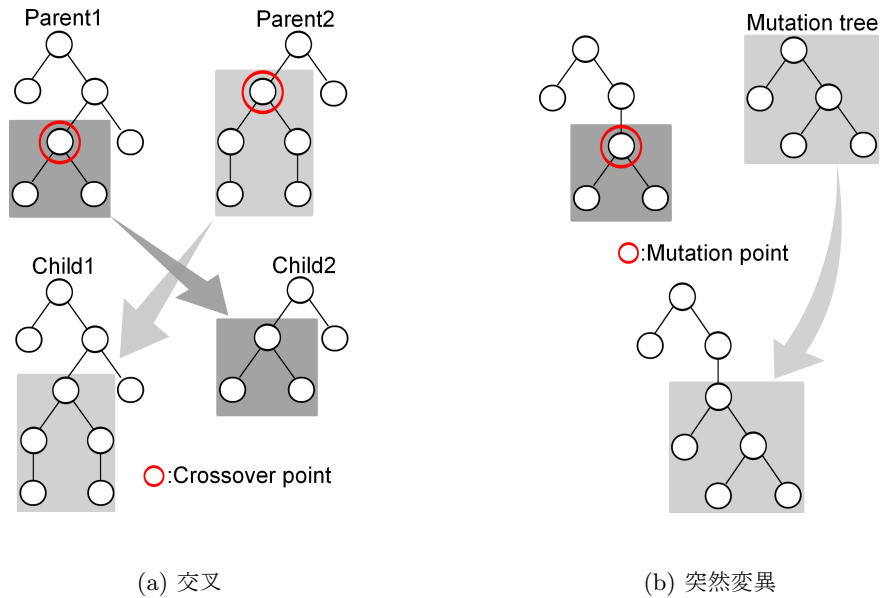 Parent1
Parent2
Child1
Child2
:Crossover point
(a) 交叉
Mutation tree
:Mutation point
(b) 突然変異